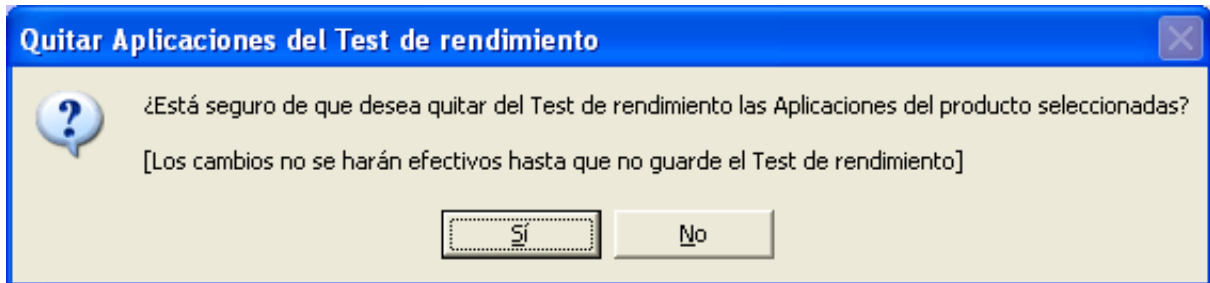 Quitar Aplicaciones del Test de rendimiento
¿Está seguro de que desea quitar del Test de rendimiento las Aplicaciones del producto seleccionadas?
[Los cambios no se harán efectivos hasta que no guarde el Test de rendimiento]
Sí
No